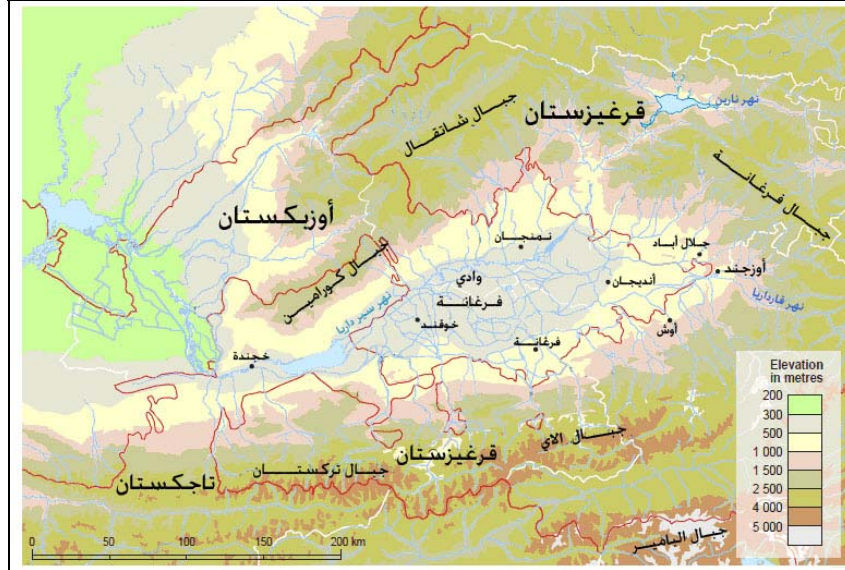 قرغيزستان
نهر نارين
جبال شاتقال
جبال فرغانة
أوزبكستان
نمنجان
جلال أباد
أوزجند
جبال كورامين
وادي
فرغانة
أنديجان
نهر قارداريا
نهر سير داريا
خوقند
أوش
خجندة
فرغانة
Elevation
in metres
200
300
500
1 000
1 500
2 500
4 000
5 000
جبال الاي
قرغيزستان
جبال تركستان
تاجكستان
جبال البامير
0
50
100
150
200 km